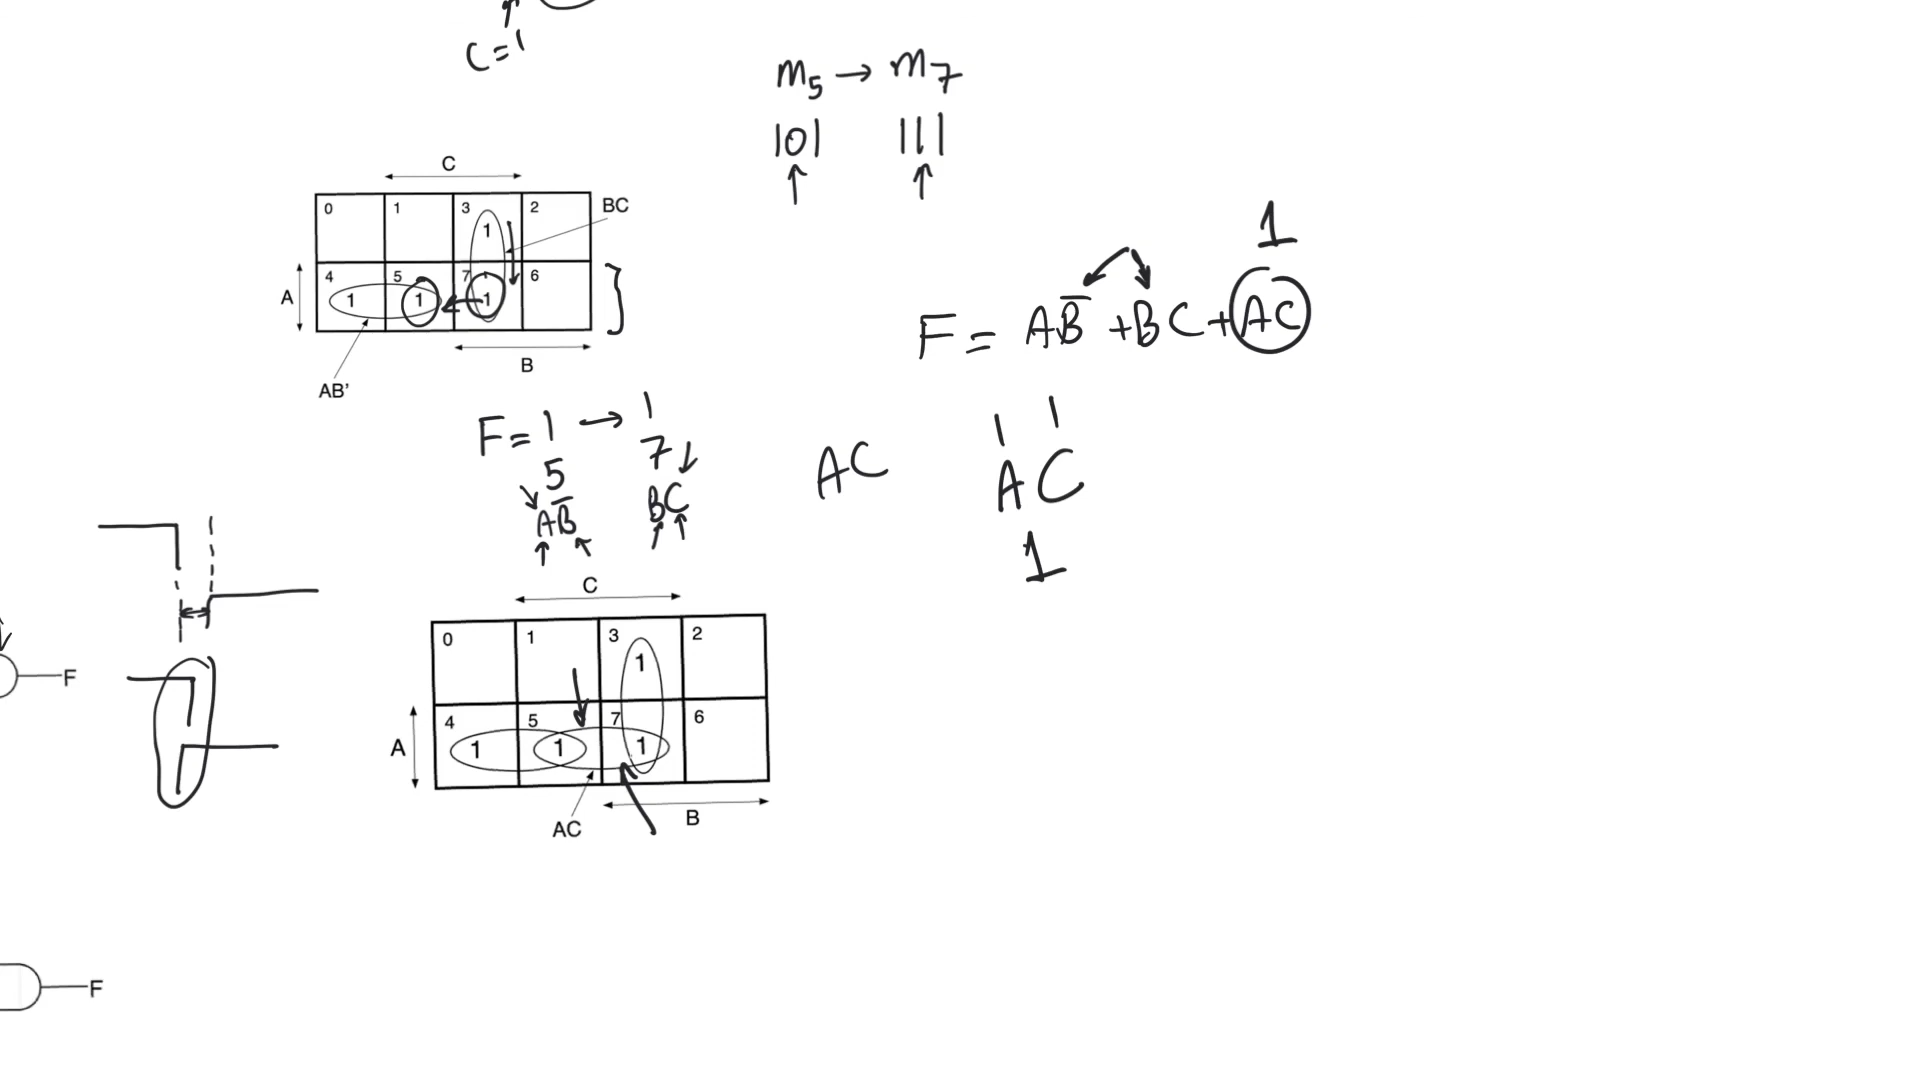 C=1
m5 → m7
101 111
C
0 1 3 2
1
BC
A
4 5 7 6
1 1 1
B
AB'
1
F = AB̅ + BC + AC
F = 1 → 1
5 7
AB̅ BC
AC
1 1
AC
1
C
0 1 3 2
1
A
4 5 7 6
1 1 1
AC
B
F
F